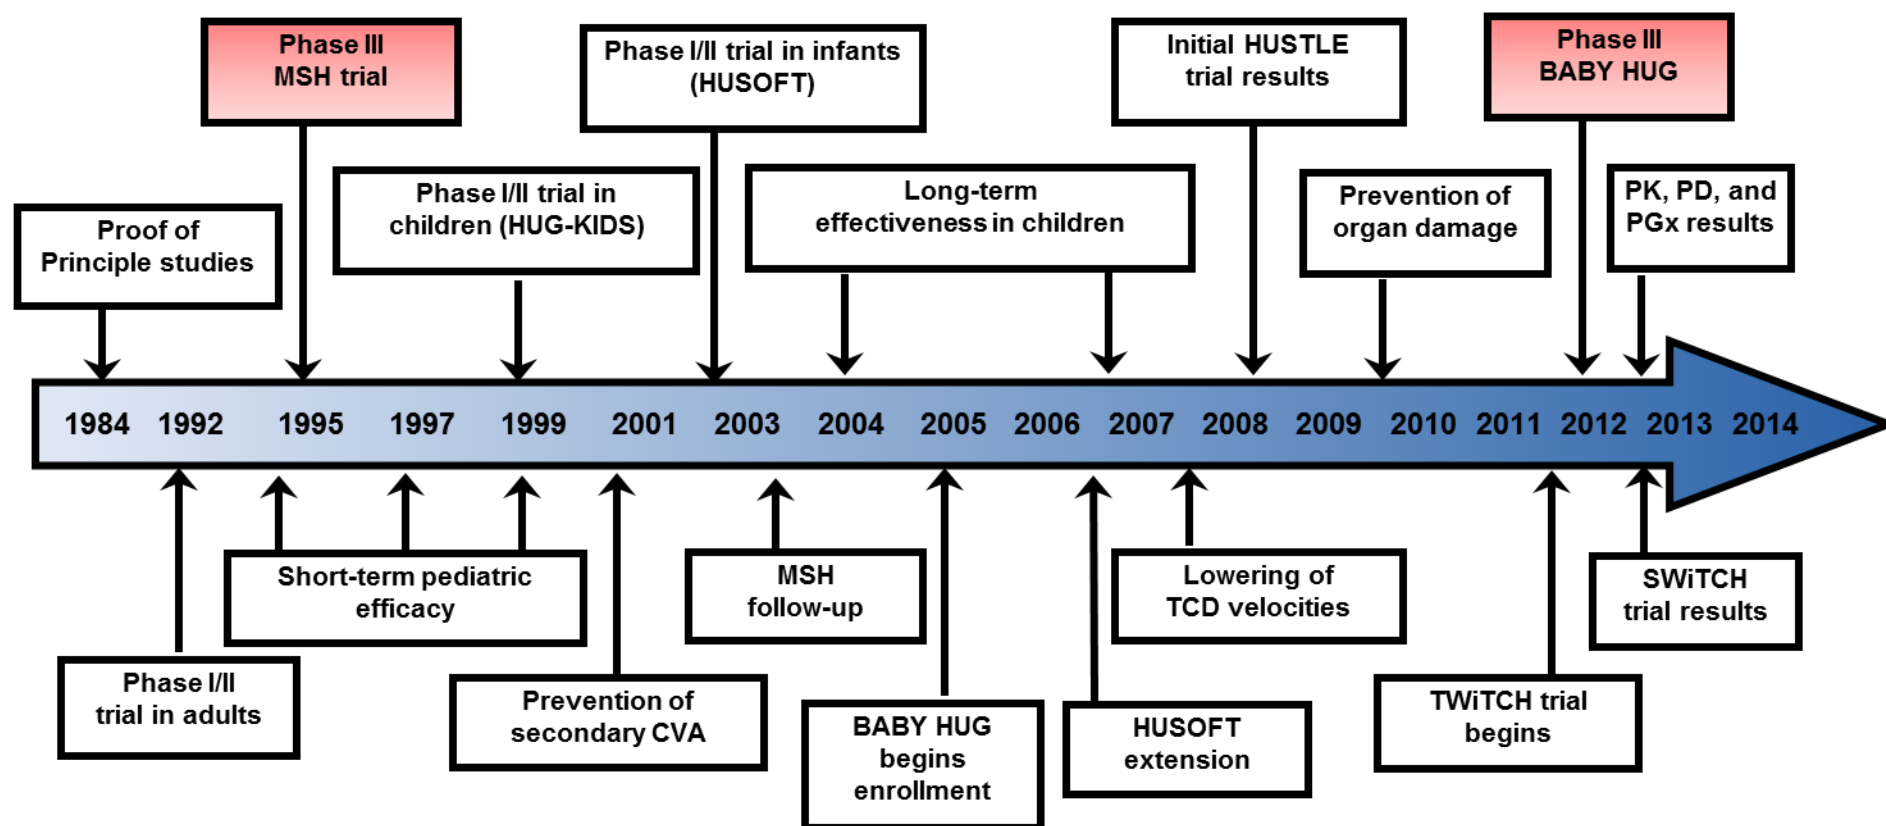 Phase III
MSH trial
Phase I/II trial in infants
(HUSOFT)
Initial HUSTLE
trial results
Phase III
BABY HUG
Proof of
Principle studies
Phase I/II trial in
children (HUG-KIDS)
Long-term
effectiveness in children
Prevention of
organ damage
PK, PD, and
PGx results
1984 1992 1995 1997 1999 2001 2003 2004 2005 2006 2007 2008 2009 2010 2011 2012 2013 2014
Phase I/II
trial in adults
Short-term pediatric
efficacy
Prevention of
secondary CVA
MSH
follow-up
BABY HUG
begins
enrollment
HUSOFT
extension
Lowering of
TCD velocities
TWiTCH trial
begins
SWiTCH
trial results